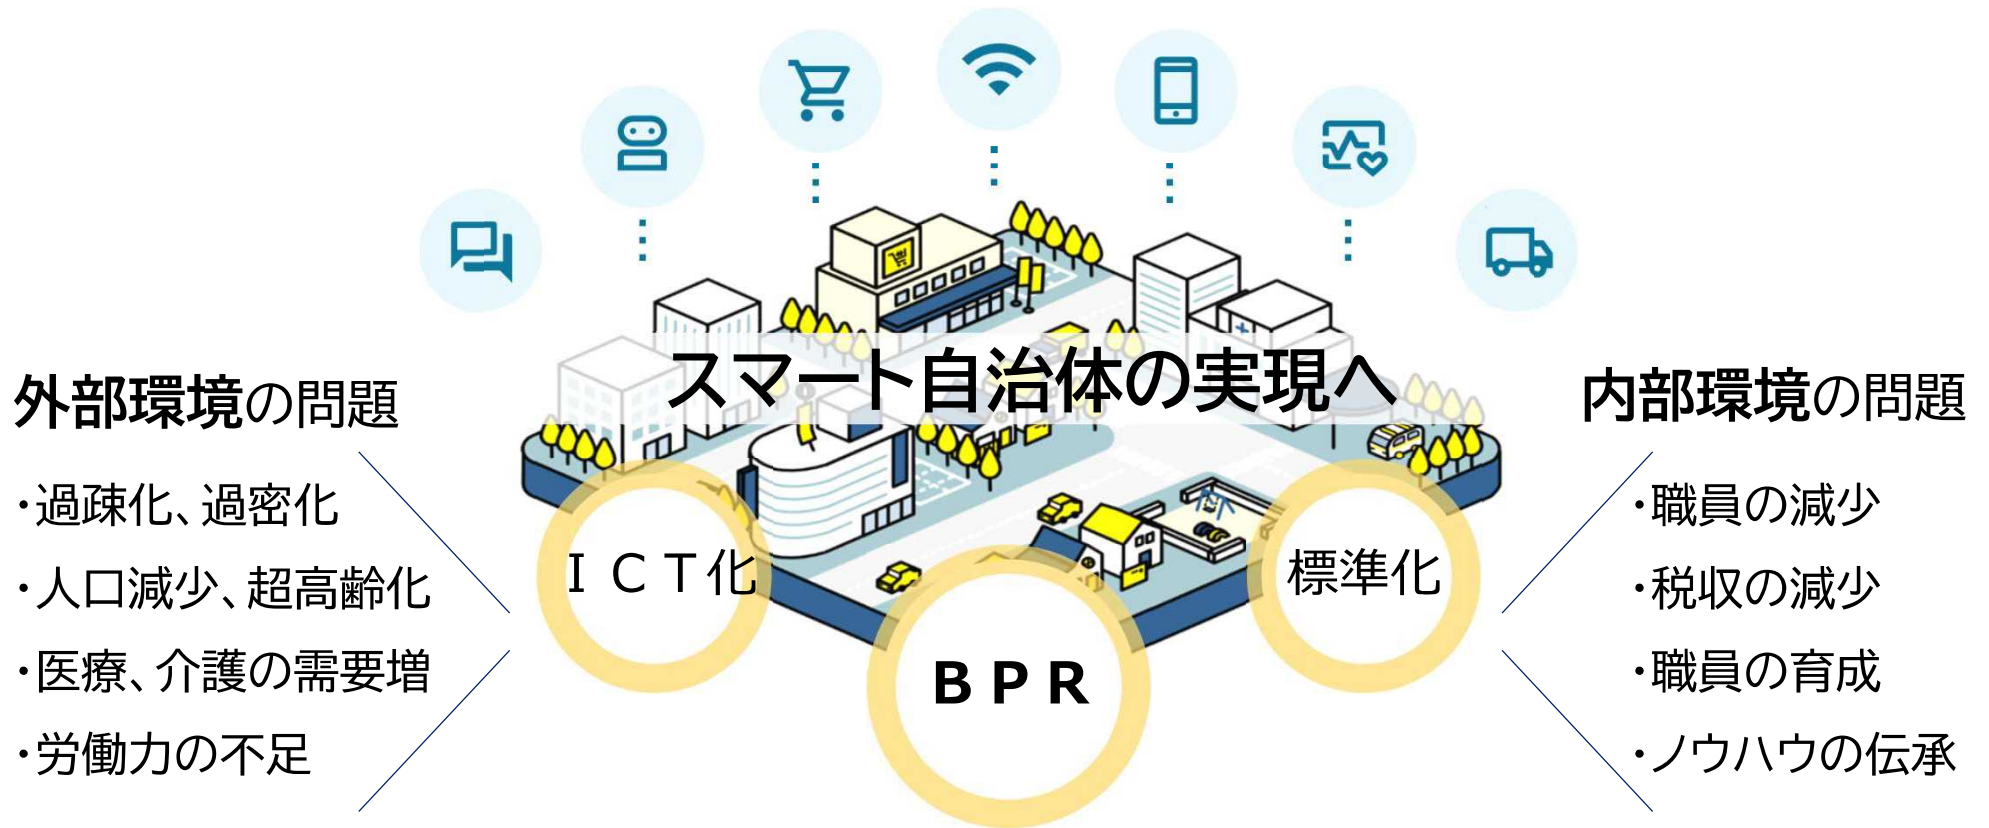 スマート自治体の実現へ
外部環境の問題
・過疎化、過密化
・人口減少、超高齢化
・医療、介護の需要増
・労働力の不足
ＩＣＴ化
ＢＰＲ
標準化
内部環境の問題
・職員の減少
・税収の減少
・職員の育成
・ノウハウの伝承